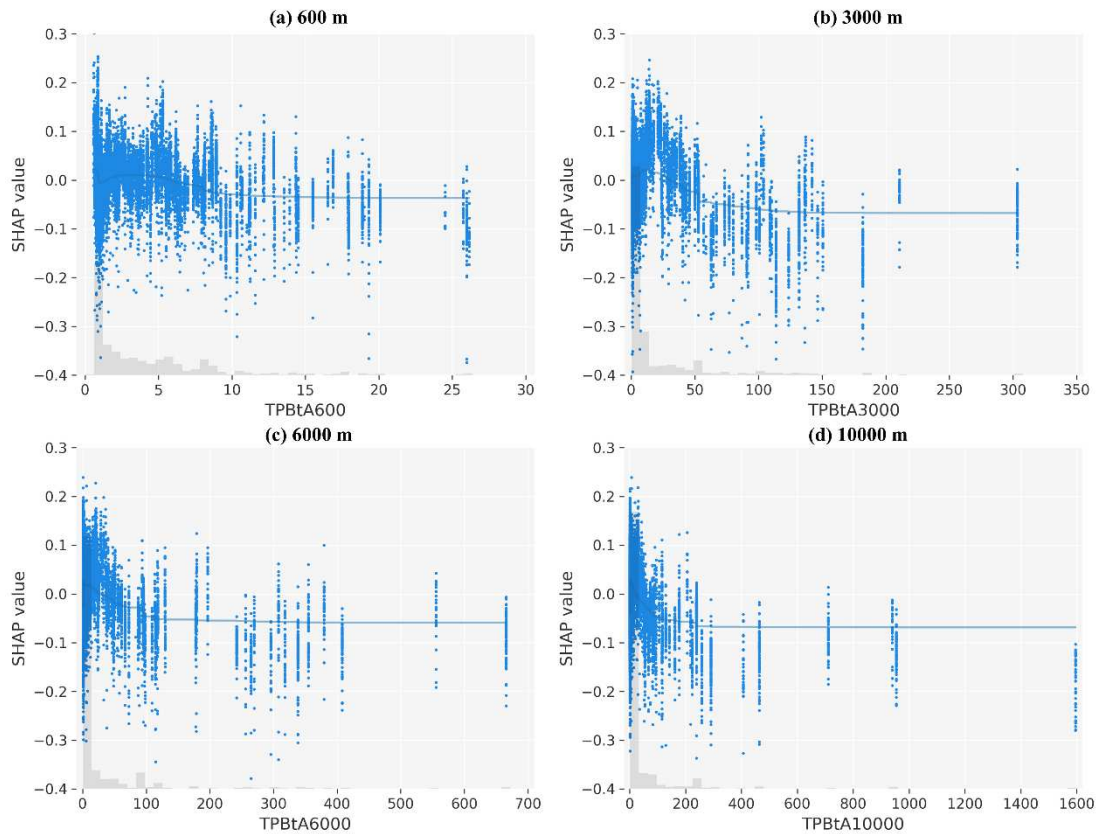 (a) 600 m
0.3
0.2
0.1
0.0
−0.1
−0.2
−0.3
−0.4
SHAP value
0 5 10 15 20 25 30
TPBtA600
(b) 3000 m
0.3
0.2
0.1
0.0
−0.1
−0.2
−0.3
−0.4
SHAP value
0 50 100 150 200 250 300 350
TPBtA3000
(c) 6000 m
0.3
0.2
0.1
0.0
−0.1
−0.2
−0.3
−0.4
SHAP value
0 100 200 300 400 500 600 700
TPBtA6000
(d) 10000 m
0.3
0.2
0.1
0.0
−0.1
−0.2
−0.3
−0.4
SHAP value
0 200 400 600 800 1000 1200 1400 1600
TPBtA10000